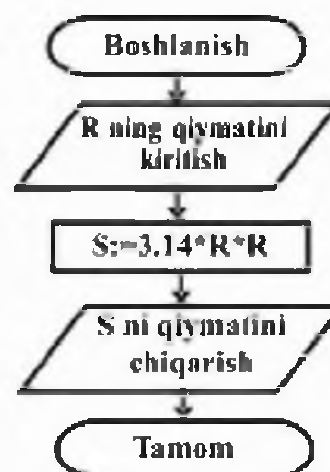 Boshlanish
R ning qiymatini
kiritish
S:=3.14*R*R
S ni qiymatini
chiqarish
Tamom